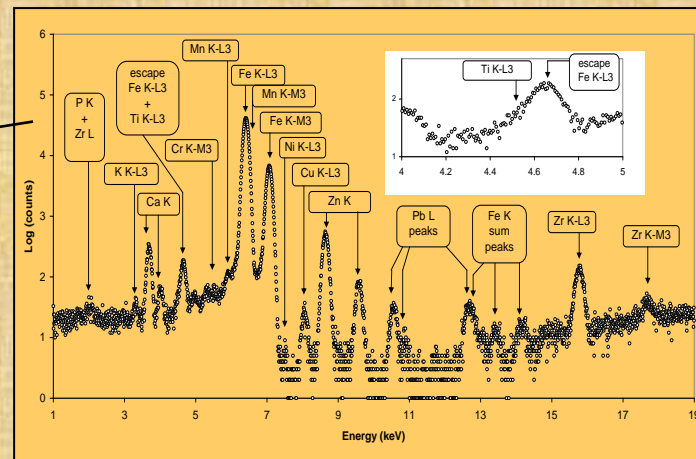 Mn K-L3
escape
Fe K-L3
+
Ti K-L3
P K
+
Zr L
K K-L3
Ca K
Cr K-M3
Fe K-L3
Mn K-M3
Fe K-M3
Ni K-L3
Cu K-L3
Zn K
Pb L
peaks
Fe K
sum
peaks
Zr K-L3
Zr K-M3
Ti K-L3
escape
Fe K-L3
2
1
4
4.2
4.4
4.6
4.8
5
6
5
4
3
2
1
0
Log (counts)
1
3
5
7
9
11
13
15
17
19
Energy (keV)